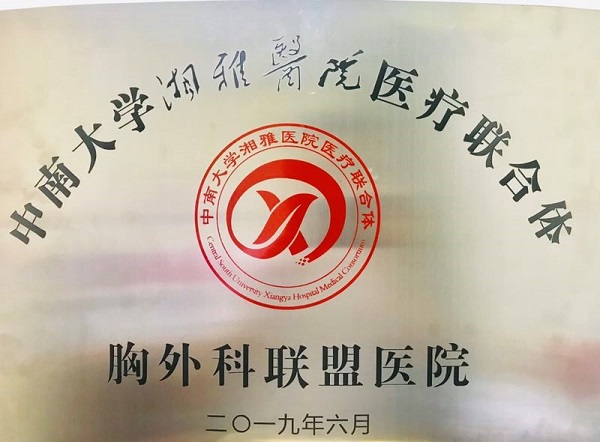 中南大学湘雅醫院医疗联合体
中南大学湘雅医院医疗联合体
Central South University Xiangya Hospital Medical Consortium
胸外科联盟医院
二〇一九年六月